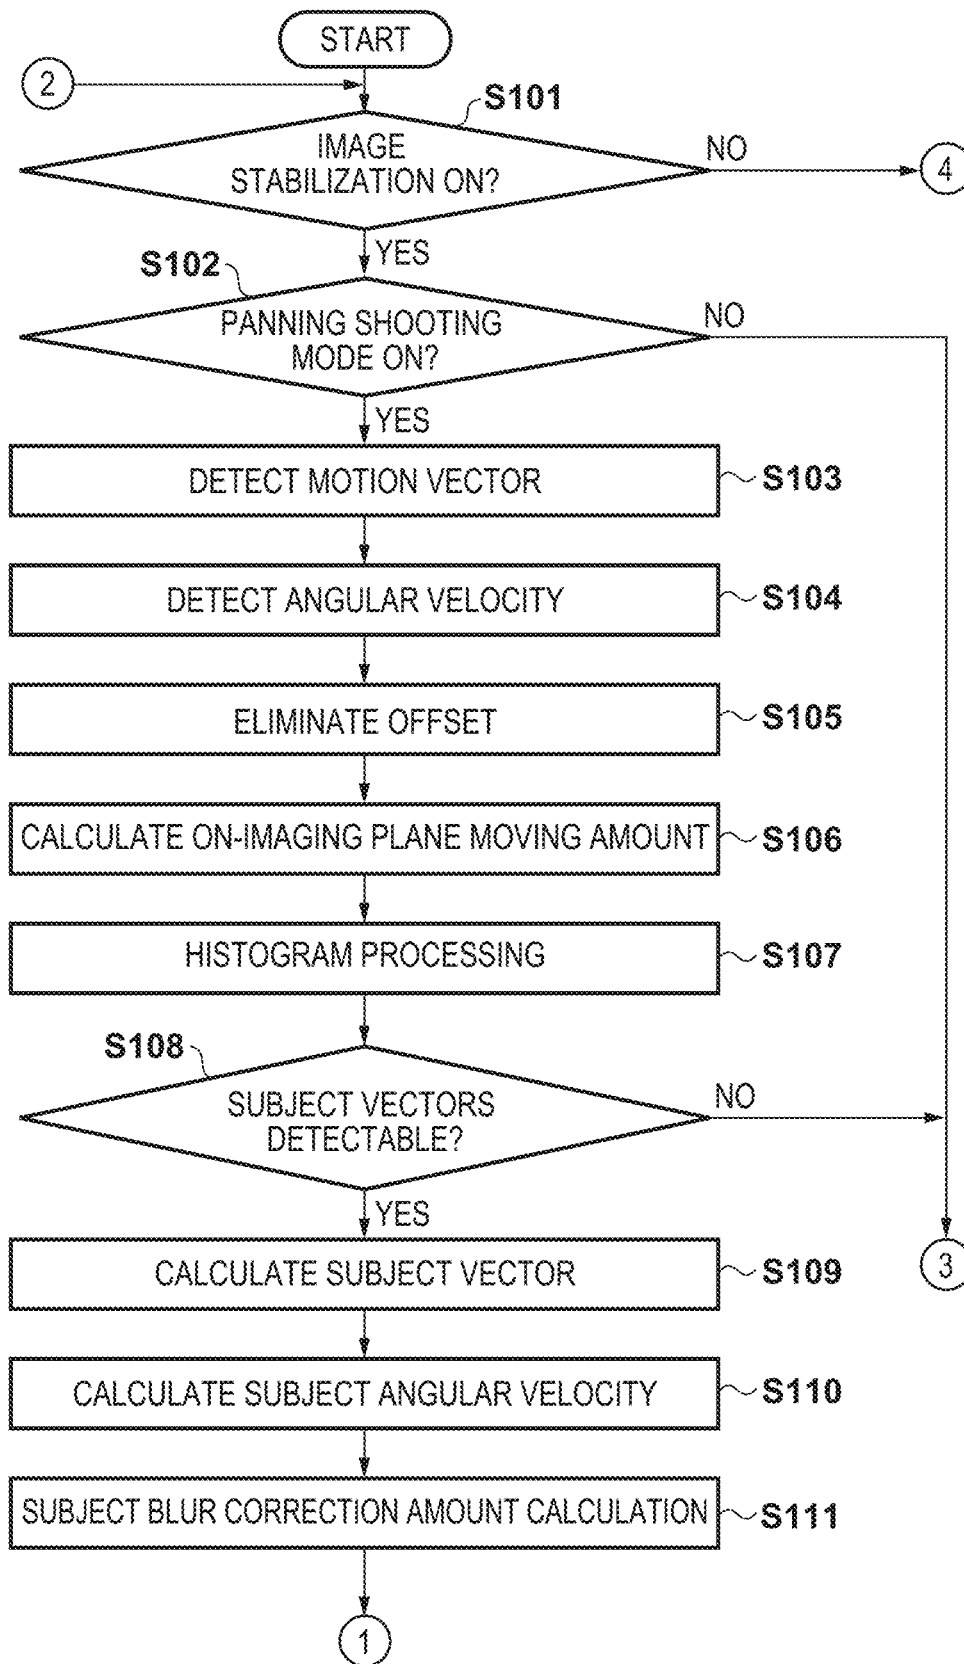 START
2
S101
IMAGE
STABILIZATION ON?
NO
4
YES
S102
PANNING SHOOTING
MODE ON?
NO
YES
DETECT MOTION VECTOR
S103
DETECT ANGULAR VELOCITY
S104
ELIMINATE OFFSET
S105
CALCULATE ON-IMAGING PLANE MOVING AMOUNT
S106
HISTOGRAM PROCESSING
S107
S108
SUBJECT VECTORS
DETECTABLE?
NO
YES
CALCULATE SUBJECT VECTOR
S109
3
CALCULATE SUBJECT ANGULAR VELOCITY
S110
SUBJECT BLUR CORRECTION AMOUNT CALCULATION
S111
1